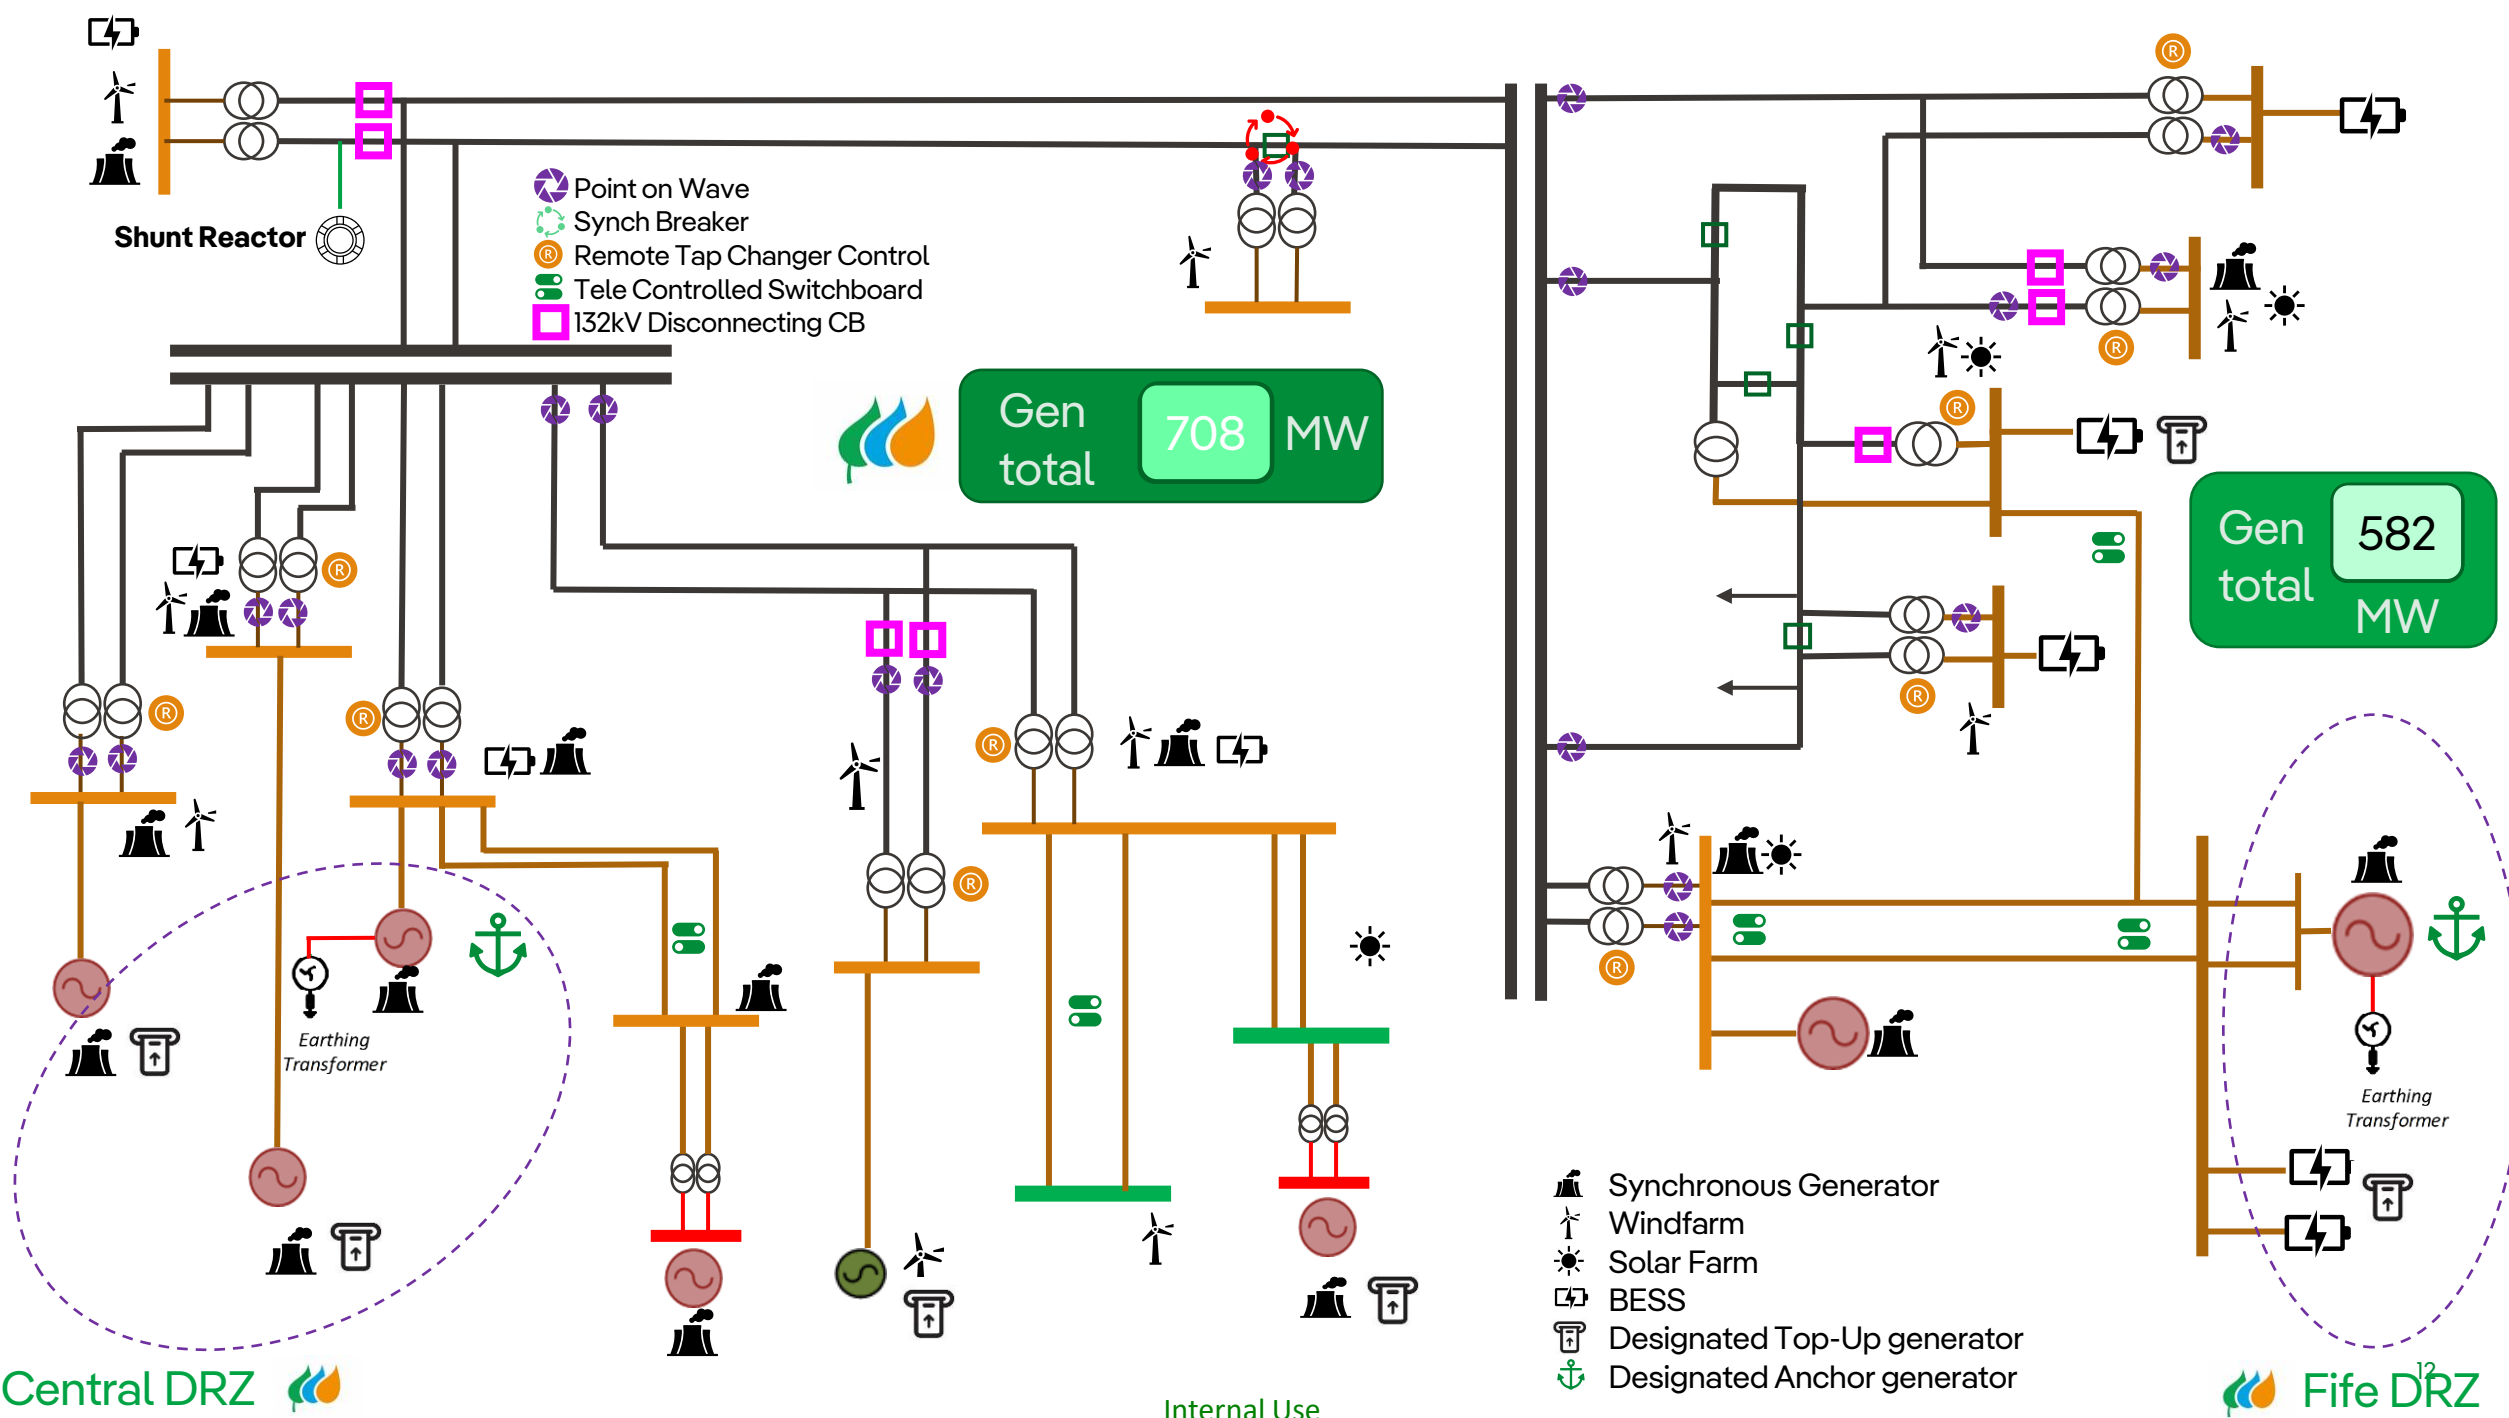 Shunt Reactor
Point on Wave
Synch Breaker
Remote Tap Changer Control
Tele Controlled Switchboard
132kV Disconnecting CB
Gen
total
708
MW
Gen
total
582
MW
Earthing
Transformer
Earthing
Transformer
Synchronous Generator
Windfarm
Solar Farm
BESS
Designated Top-Up generator
Designated Anchor generator
Central DRZ
Internal Use
12
Fife DRZ
®
®
®
®
®
®
®
®
®
®
®